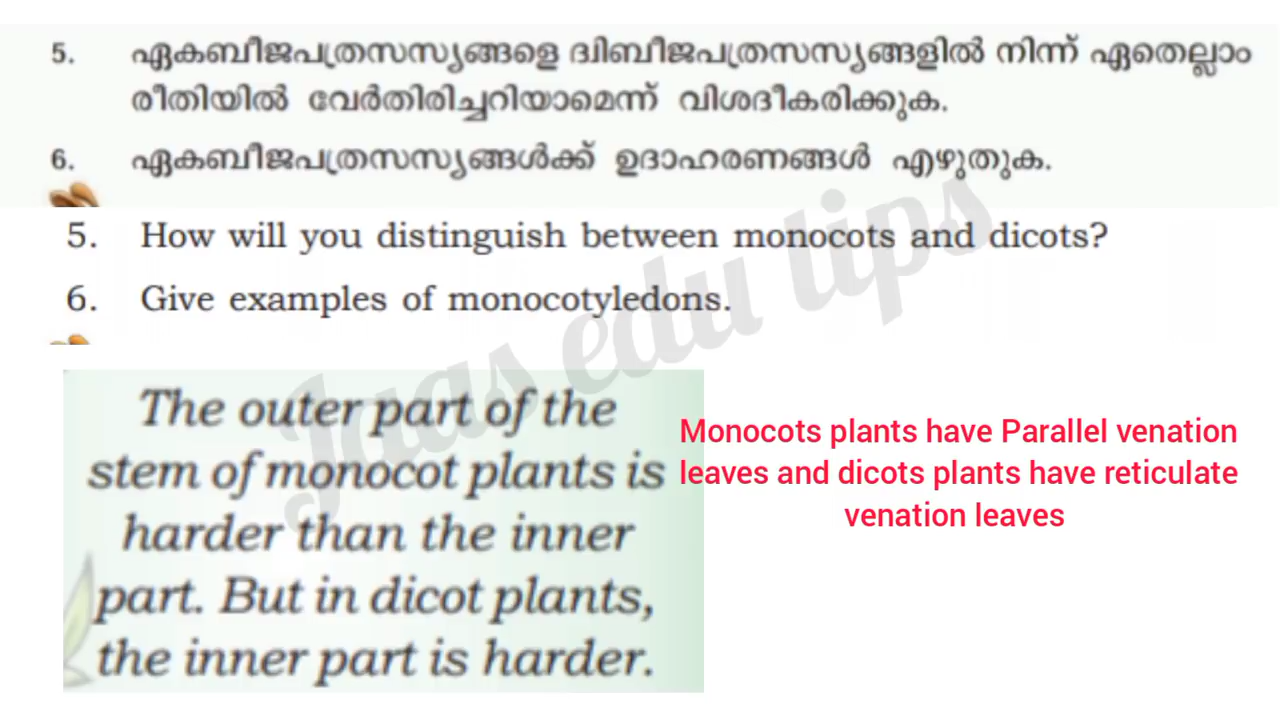 5. ഏകബീജപത്രസസ്യങ്ങളെ ദ്വിബീജപത്രസസ്യങ്ങളിൽ നിന്ന് ഏതെല്ലാം
രീതിയിൽ വേർതിരിച്ചറിയാമെന്ന് വിശദീകരിക്കുക.
6. ഏകബീജപത്രസസ്യങ്ങൾക്ക് ഉദാഹരണങ്ങൾ എഴുതുക.
5. How will you distinguish between monocots and dicots?
6. Give examples of monocotyledons.
Jaas edu tips
The outer part of the
stem of monocot plants is
harder than the inner
part. But in dicot plants,
the inner part is harder.
Monocots plants have Parallel venation
leaves and dicots plants have reticulate
venation leaves